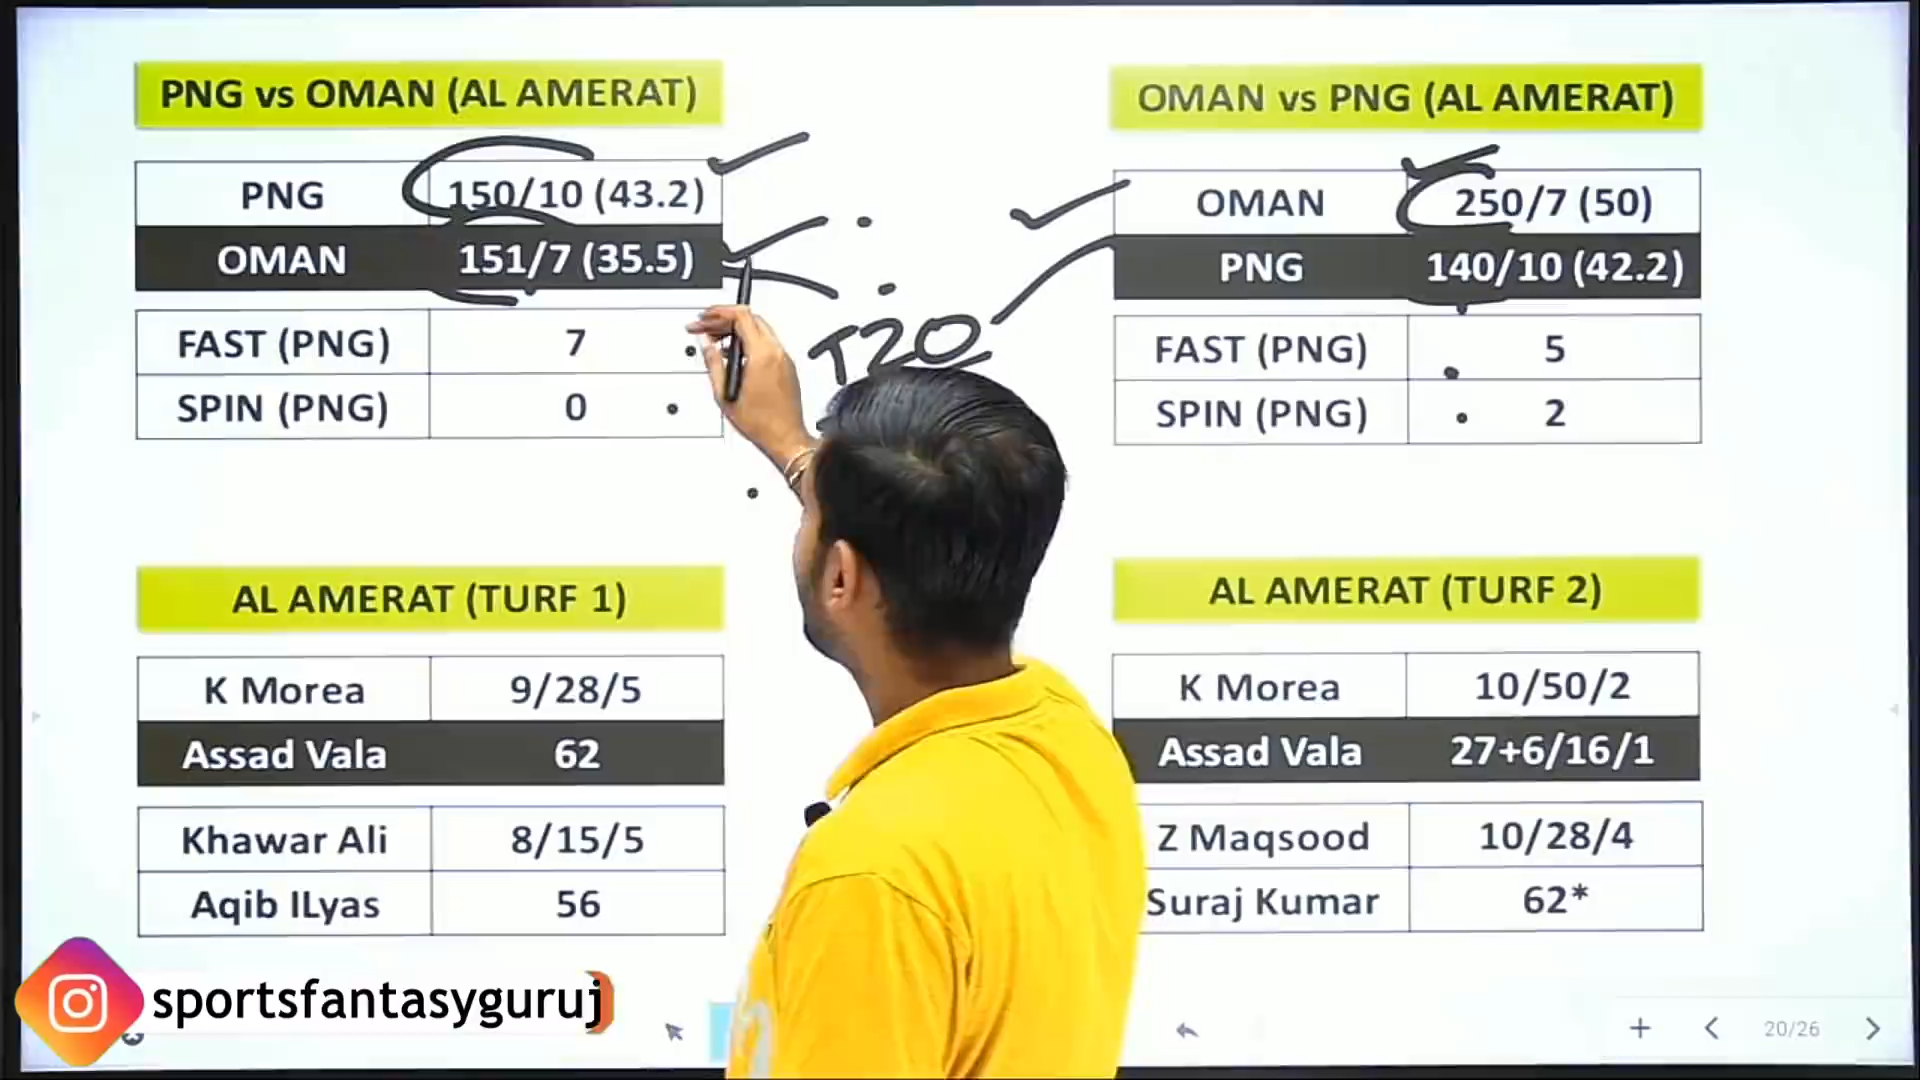 PNG vs OMAN (AL AMERAT)
PNG 150/10 (43.2)
OMAN 151/7 (35.5)
FAST (PNG) 7
SPIN (PNG) 0
OMAN vs PNG (AL AMERAT)
OMAN 250/7 (50)
PNG 140/10 (42.2)
FAST (PNG) 5
SPIN (PNG) 2
T20
AL AMERAT (TURF 1)
K Morea 9/28/5
Assad Vala 62
Khawar Ali 8/15/5
Aqib ILyas 56
AL AMERAT (TURF 2)
K Morea 10/50/2
Assad Vala 27+6/16/1
Z Maqsood 10/28/4
Suraj Kumar 62*
sportsfantasyguruj
20/26